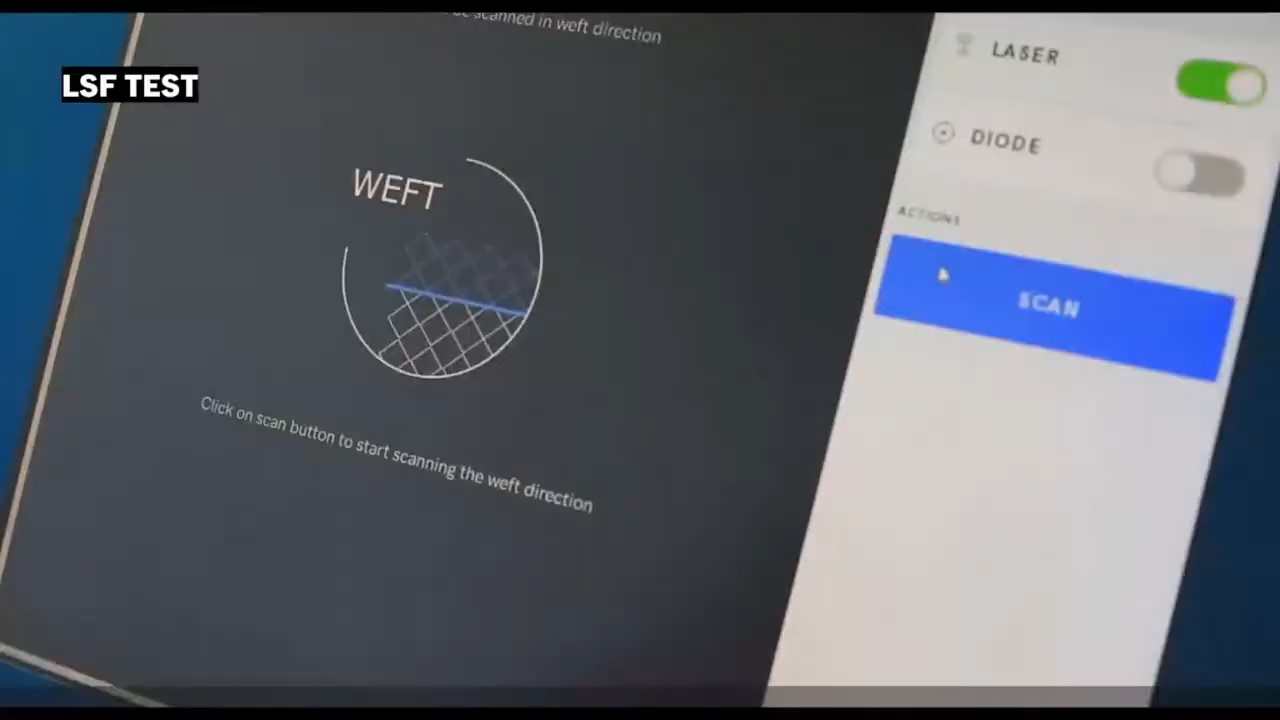 scanned in weft direction
LSF TEST
WEFT
Click on scan button to start scanning the weft direction
LASER
DIODE
ACTIONS
SCAN